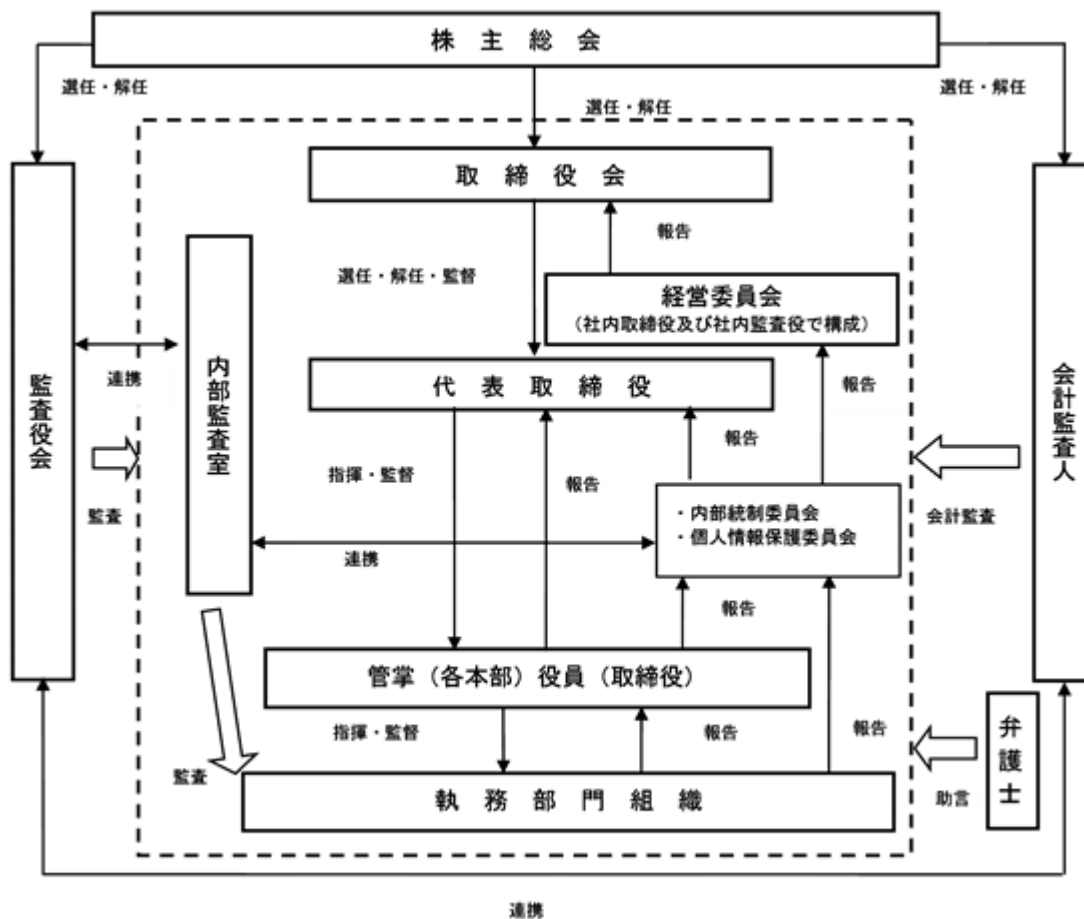 株主総会
選任・解任
選任・解任
選任・解任
取締役会
報告
選任・解任・監督
経営委員会
(社内取締役及び社内監査役で構成)
監査役会
連携
内部監査室
代表取締役
報告
会計監査人
報告
指揮・監督
報告
監査
・内部統制委員会
・個人情報保護委員会
会計監査
連携
報告
管掌(各本部)役員(取締役)
指揮・監督
報告
報告
弁護士
監査
執務部門組織
助言
連携